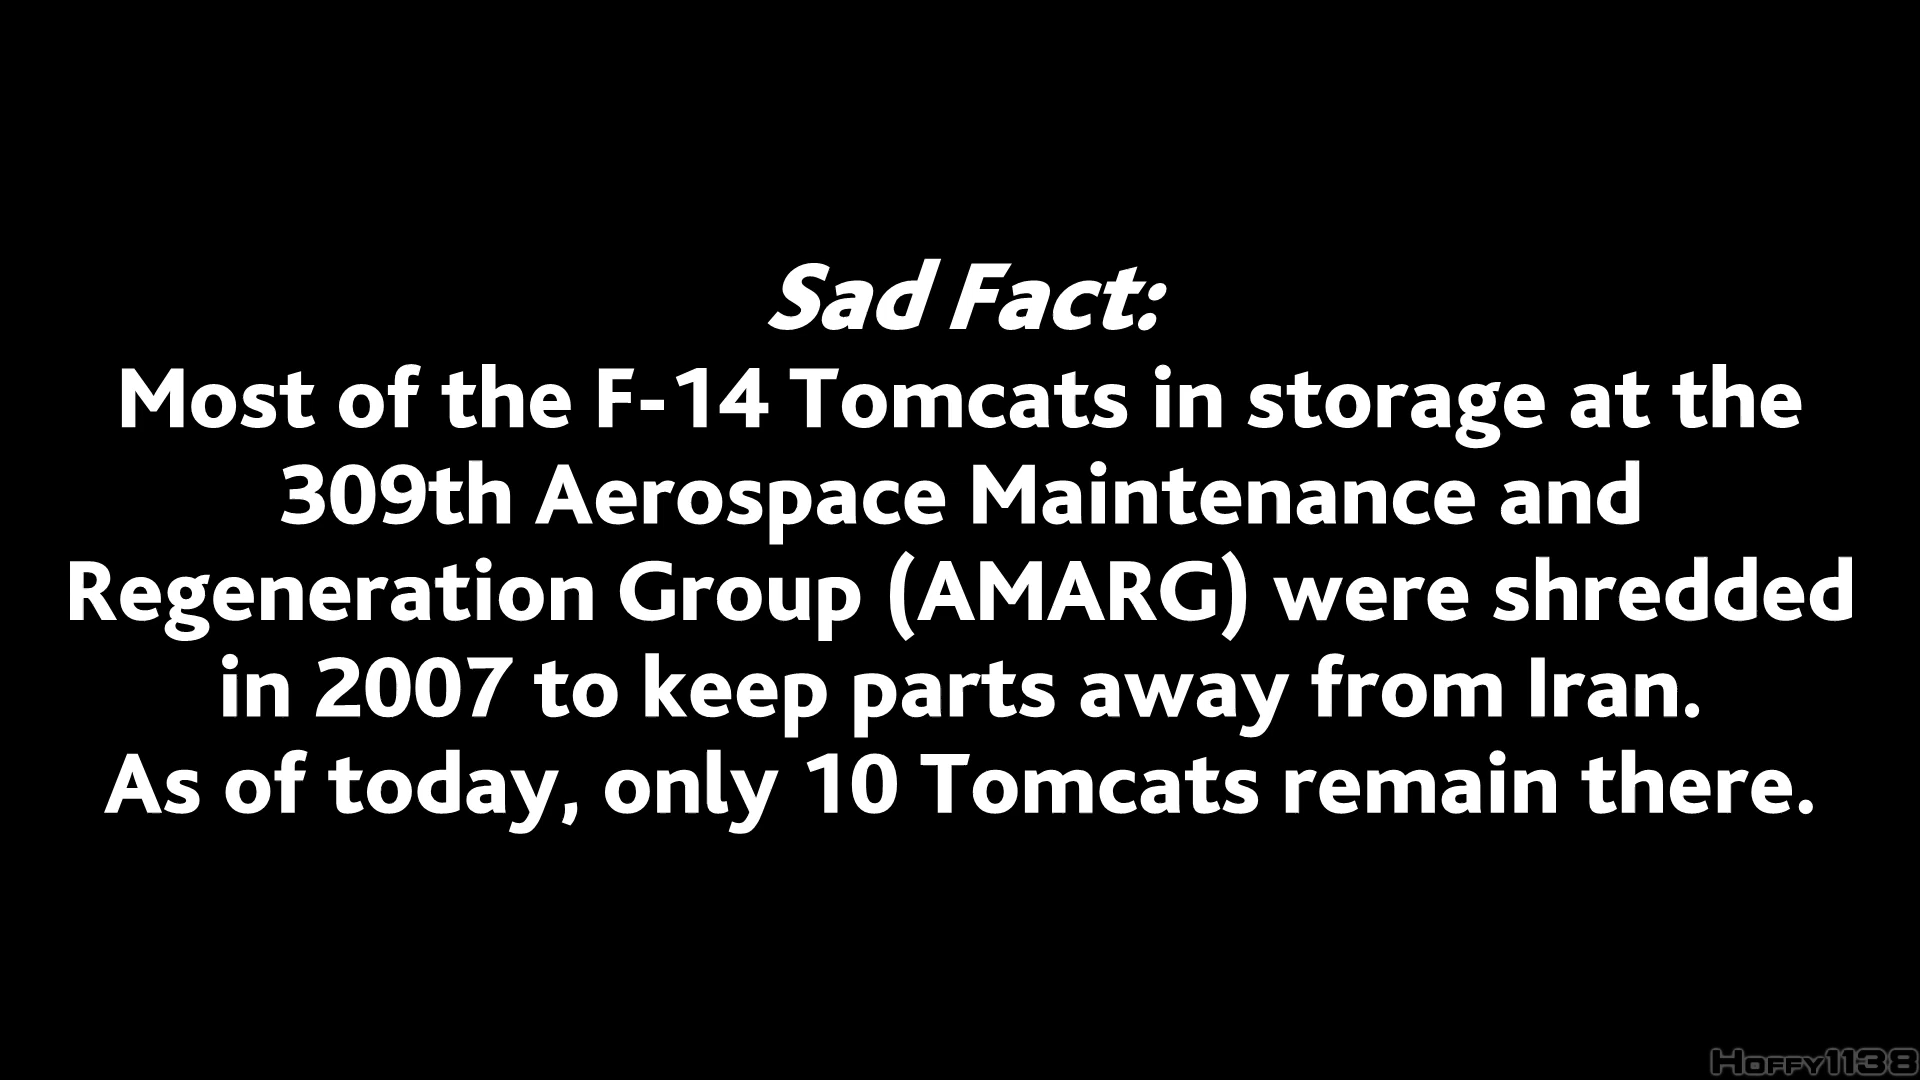 Sad Fact:
Most of the F-14 Tomcats in storage at the
309th Aerospace Maintenance and
Regeneration Group (AMARG) were shredded
in 2007 to keep parts away from Iran.
As of today, only 10 Tomcats remain there.
Hoffy1138